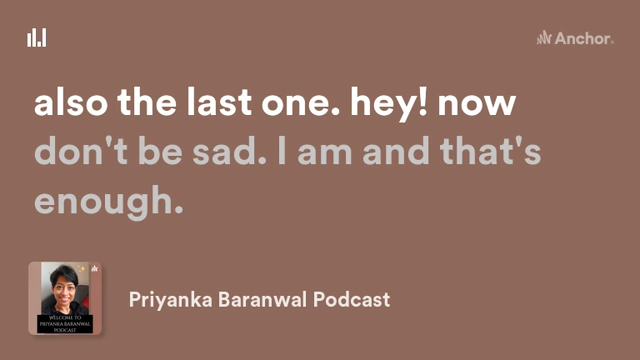 Anchor
also the last one. hey! now
don't be sad. I am and that's
enough.
WELCOME TO
PRIYANKA BARANWAL
PODCAST
Priyanka Baranwal Podcast